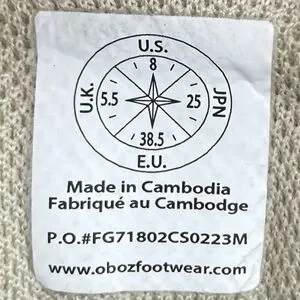 U.S.
8
U.K.
5.5
25
JPN
38.5
E.U.
Made in Cambodia
Fabriqué au Cambodge
P.O.#FG71802CS0223M
www.obozfootwear.com